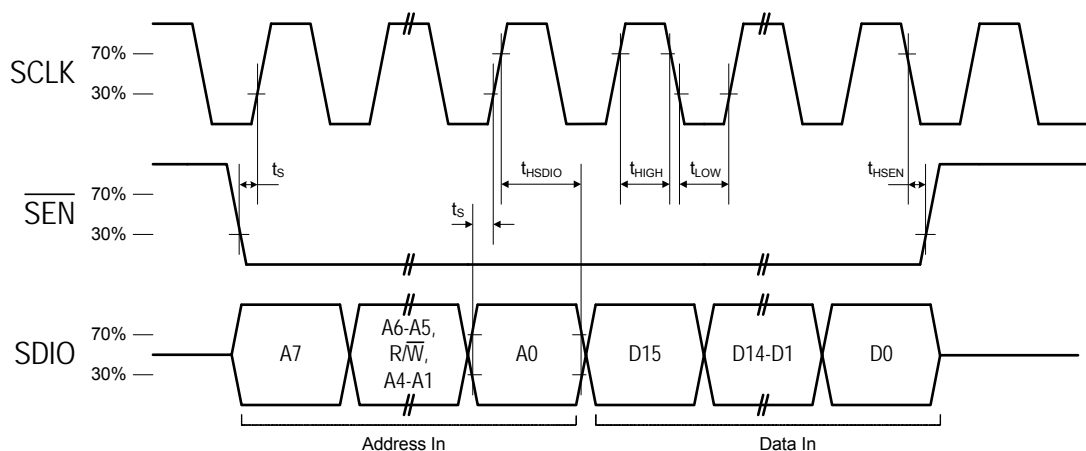 70%
SCLK
30%
tS
tHSDIO
tHIGH
tLOW
tHSEN
70%
SEN
30%
tS
70%
SDIO
30%
A7
A6-A5,
R/W,
A4-A1
A0
D15
D14-D1
D0
Address In
Data In